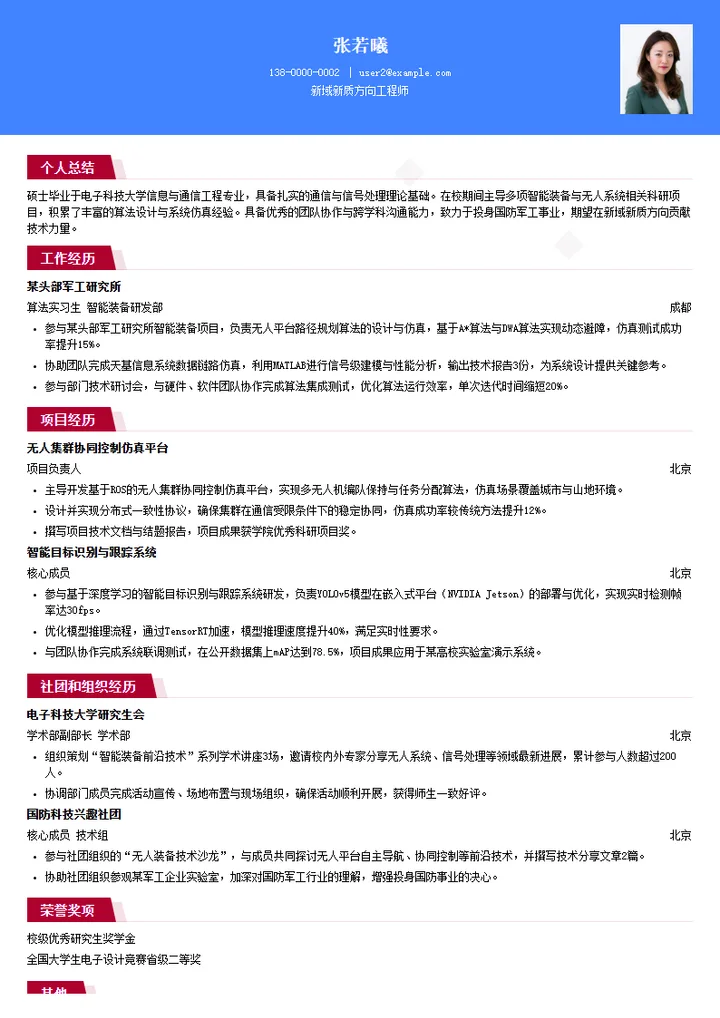 张若曦
138-0000-0002 | user2@example.com
新域新质方向工程师
个人总结
硕士毕业于电子科技大学信息与通信工程专业，具备扎实的通信与信号处理理论基础。在校期间主导多项智能装备与无人系统相关科研项
目，积累了丰富的算法设计与系统仿真经验。具备优秀的团队协作与跨学科沟通能力，致力于投身国防军工事业，期望在新域新质方向贡献
技术力量。
工作经历
某头部军工研究所
算法实习生 智能装备研发部 成都
• 参与某头部军工研究所智能装备项目，负责无人平台路径规划算法的设计与仿真，基于A*算法与DWA算法实现动态避障，仿真测试成功
率提升15%。
• 协助团队完成天基信息系统数据链路仿真，利用MATLAB进行信号级建模与性能分析，输出技术报告3份，为系统设计提供关键参考。
• 参与部门技术研讨会，与硬件、软件团队协作完成算法集成测试，优化算法运行效率，单次迭代时间缩短20%。
项目经历
无人集群协同控制仿真平台
项目负责人 北京
• 主导开发基于ROS的无人集群协同控制仿真平台，实现多无人机编队保持与任务分配算法，仿真场景覆盖城市与山地环境。
• 设计并实现分布式一致性协议，确保集群在通信受限条件下的稳定协同，仿真成功率较传统方法提升12%。
• 撰写项目技术文档与结题报告，项目成果获学院优秀科研项目奖。
智能目标识别与跟踪系统
核心成员 北京
• 参与基于深度学习的智能目标识别与跟踪系统研发，负责YOLOv5模型在嵌入式平台（NVIDIA Jetson）的部署与优化，实现实时检测帧
率达30fps。
• 优化模型推理流程，通过TensorRT加速，模型推理速度提升40%，满足实时性要求。
• 与团队协作完成系统联调测试，在公开数据集上mAP达到78.5%，项目成果应用于某高校实验室演示系统。
社团和组织经历
电子科技大学研究生会
学术部副部长 学术部 北京
• 组织策划“智能装备前沿技术”系列学术讲座3场，邀请校内外专家分享无人系统、信号处理等领域最新进展，累计参与人数超过200
人。
• 协调部门成员完成活动宣传、场地布置与现场组织，确保活动顺利开展，获得师生一致好评。
国防科技兴趣社团
核心成员 技术组 北京
• 参与社团组织的“无人装备技术沙龙”，与成员共同探讨无人平台自主导航、协同控制等前沿技术，并撰写技术分享文章2篇。
• 协助社团组织参观某军工企业实验室，加深对国防军工行业的理解，增强投身国防事业的决心。
荣誉奖项
校级优秀研究生奖学金
全国大学生电子设计竞赛省级二等奖
其他